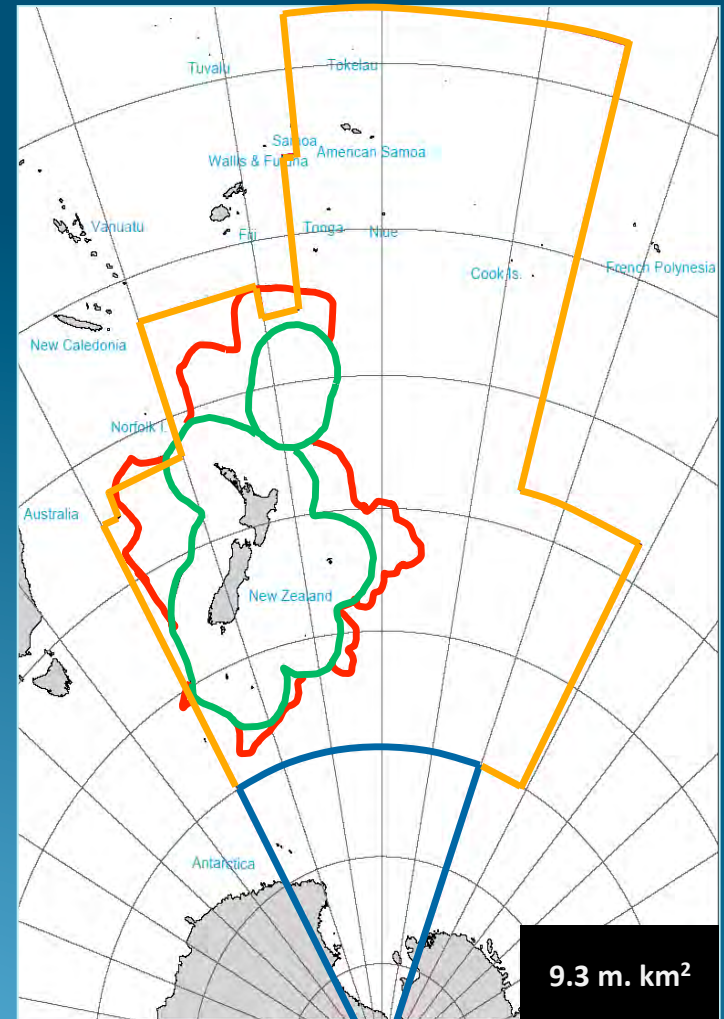 Tuvalu
Tokelau
Samoa
American Samoa
Wallis & Futuna
Vanuatu
Fiji
Tonga
Niue
Cook Is.
French Polynesia
New Caledonia
Norfolk I.
Australia
New Zealand
Antarctica
9.3 m. km²